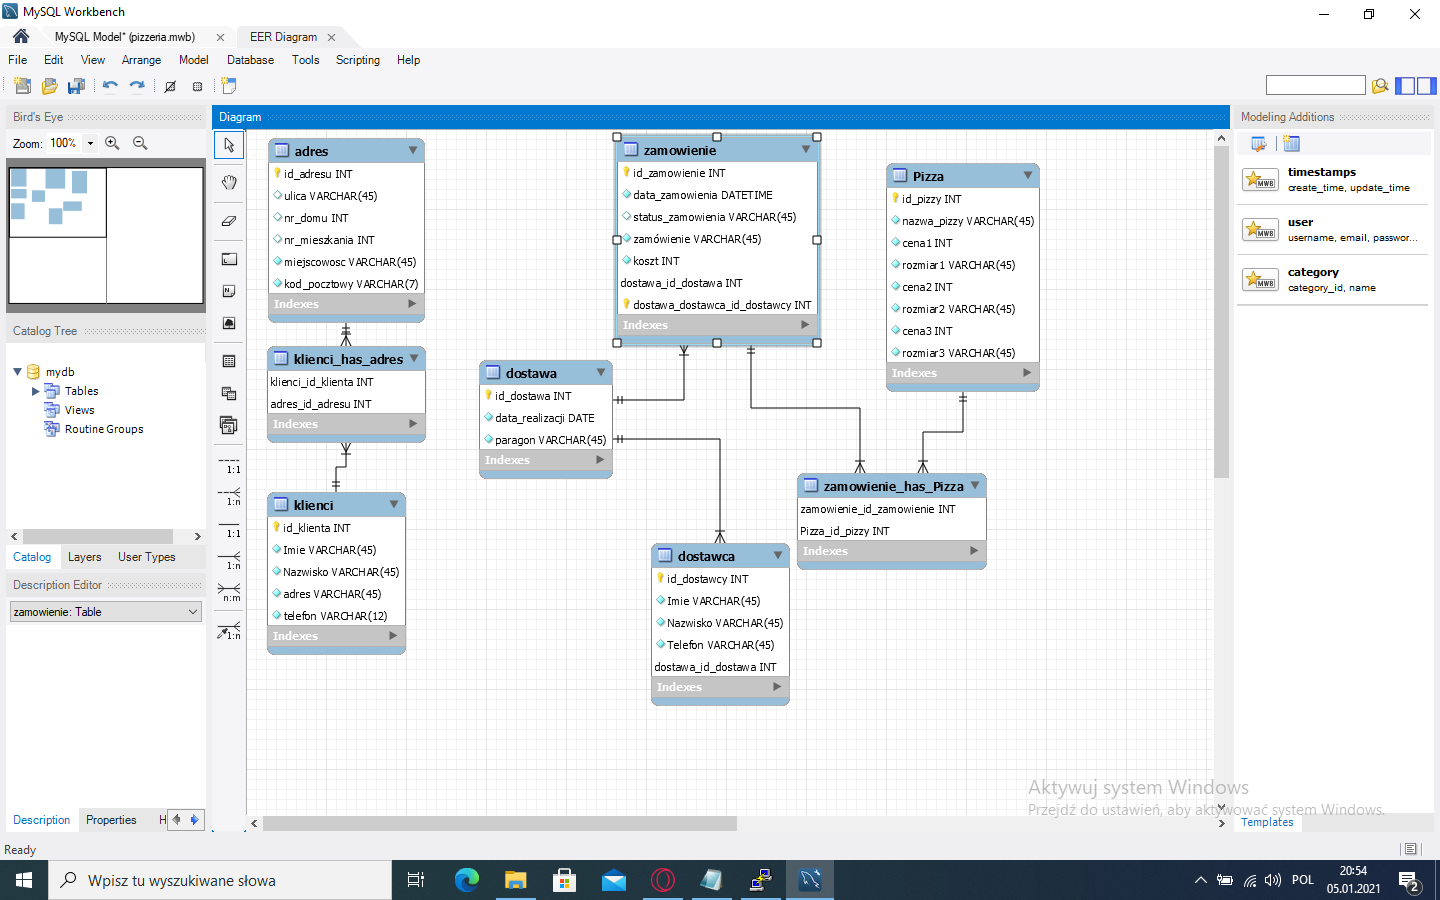 MySQL Workbench
MySQL Model* (pizzeria.mwb)
EER Diagram
File Edit View Arrange Model Database Tools Scripting Help
Bird's Eye
Zoom: 100%
Catalog Tree
mydb
Tables
Views
Routine Groups
Catalog Layers User Types
Description Editor
zamowienie: Table
Description Properties H
Ready
Diagram
1:1
1:n
1:1
1:n
n:m
1:n
adres
id_adresu INT
ulica VARCHAR(45)
nr_domu INT
nr_mieszkania INT
miejscowosc VARCHAR(45)
kod_pocztowy VARCHAR(7)
Indexes
klienci_has_adres
klienci_id_klienta INT
adres_id_adresu INT
Indexes
klienci
id_klienta INT
Imie VARCHAR(45)
Nazwisko VARCHAR(45)
adres VARCHAR(45)
telefon VARCHAR(12)
Indexes
dostawa
id_dostawa INT
data_realizacji DATE
paragon VARCHAR(45)
Indexes
zamowienie
id_zamowienie INT
data_zamowienia DATETIME
status_zamowienia VARCHAR(45)
zamówienie VARCHAR(45)
koszt INT
dostawa_id_dostawa INT
dostawa_dostawca_id_dostawcy INT
Indexes
dostawca
id_dostawcy INT
Imie VARCHAR(45)
Nazwisko VARCHAR(45)
Telefon VARCHAR(45)
dostawa_id_dostawa INT
Indexes
Pizza
id_pizzy INT
nazwa_pizzy VARCHAR(45)
cena1 INT
rozmiar1 VARCHAR(45)
cena2 INT
rozmiar2 VARCHAR(45)
cena3 INT
rozmiar3 VARCHAR(45)
Indexes
zamowienie_has_Pizza
zamowienie_id_zamowienie INT
Pizza_id_pizzy INT
Indexes
Modeling Additions
MWB
timestamps
create_time, update_time
MWB
user
username, email, passwor...
MWB
category
category_id, name
Aktywuj system Windows
Przejdź do ustawień, aby aktywować system Windows.
Templates
Wpisz tu wyszukiwane słowa
POL
20:54
05.01.2021
2